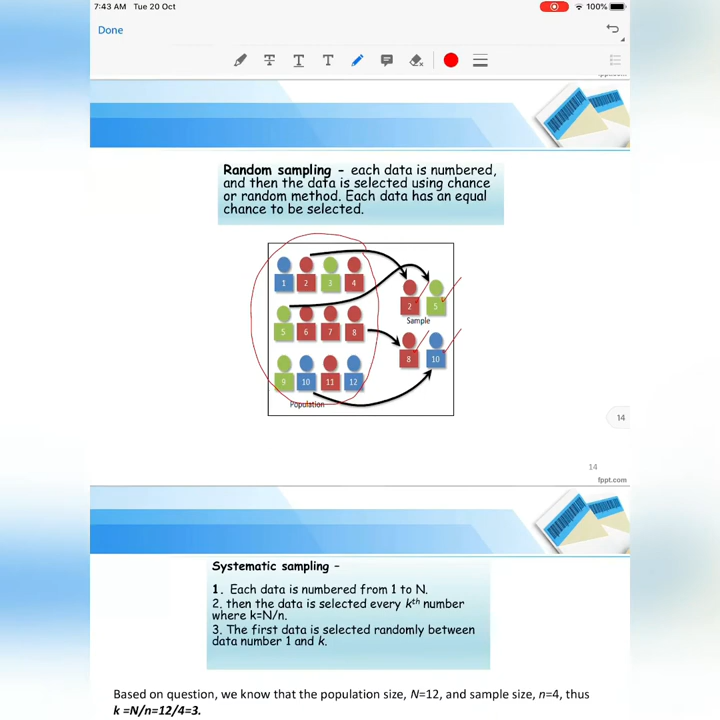 7:43 AM Tue 20 Oct
100%
Done
T T T
fppt.com
Random sampling - each data is numbered,
and then the data is selected using chance
or random method. Each data has an equal
chance to be selected.
1 2 3 4
2 5
Sample
5 6 7 8
8 10
9 10 11 12
Population
14
14
fppt.com
Systematic sampling -
1. Each data is numbered from 1 to N.
2. then the data is selected every kth number
where k=N/n.
3. The first data is selected randomly between
data number 1 and k.
Based on question, we know that the population size, N=12, and sample size, n=4, thus
k =N/n=12/4=3.